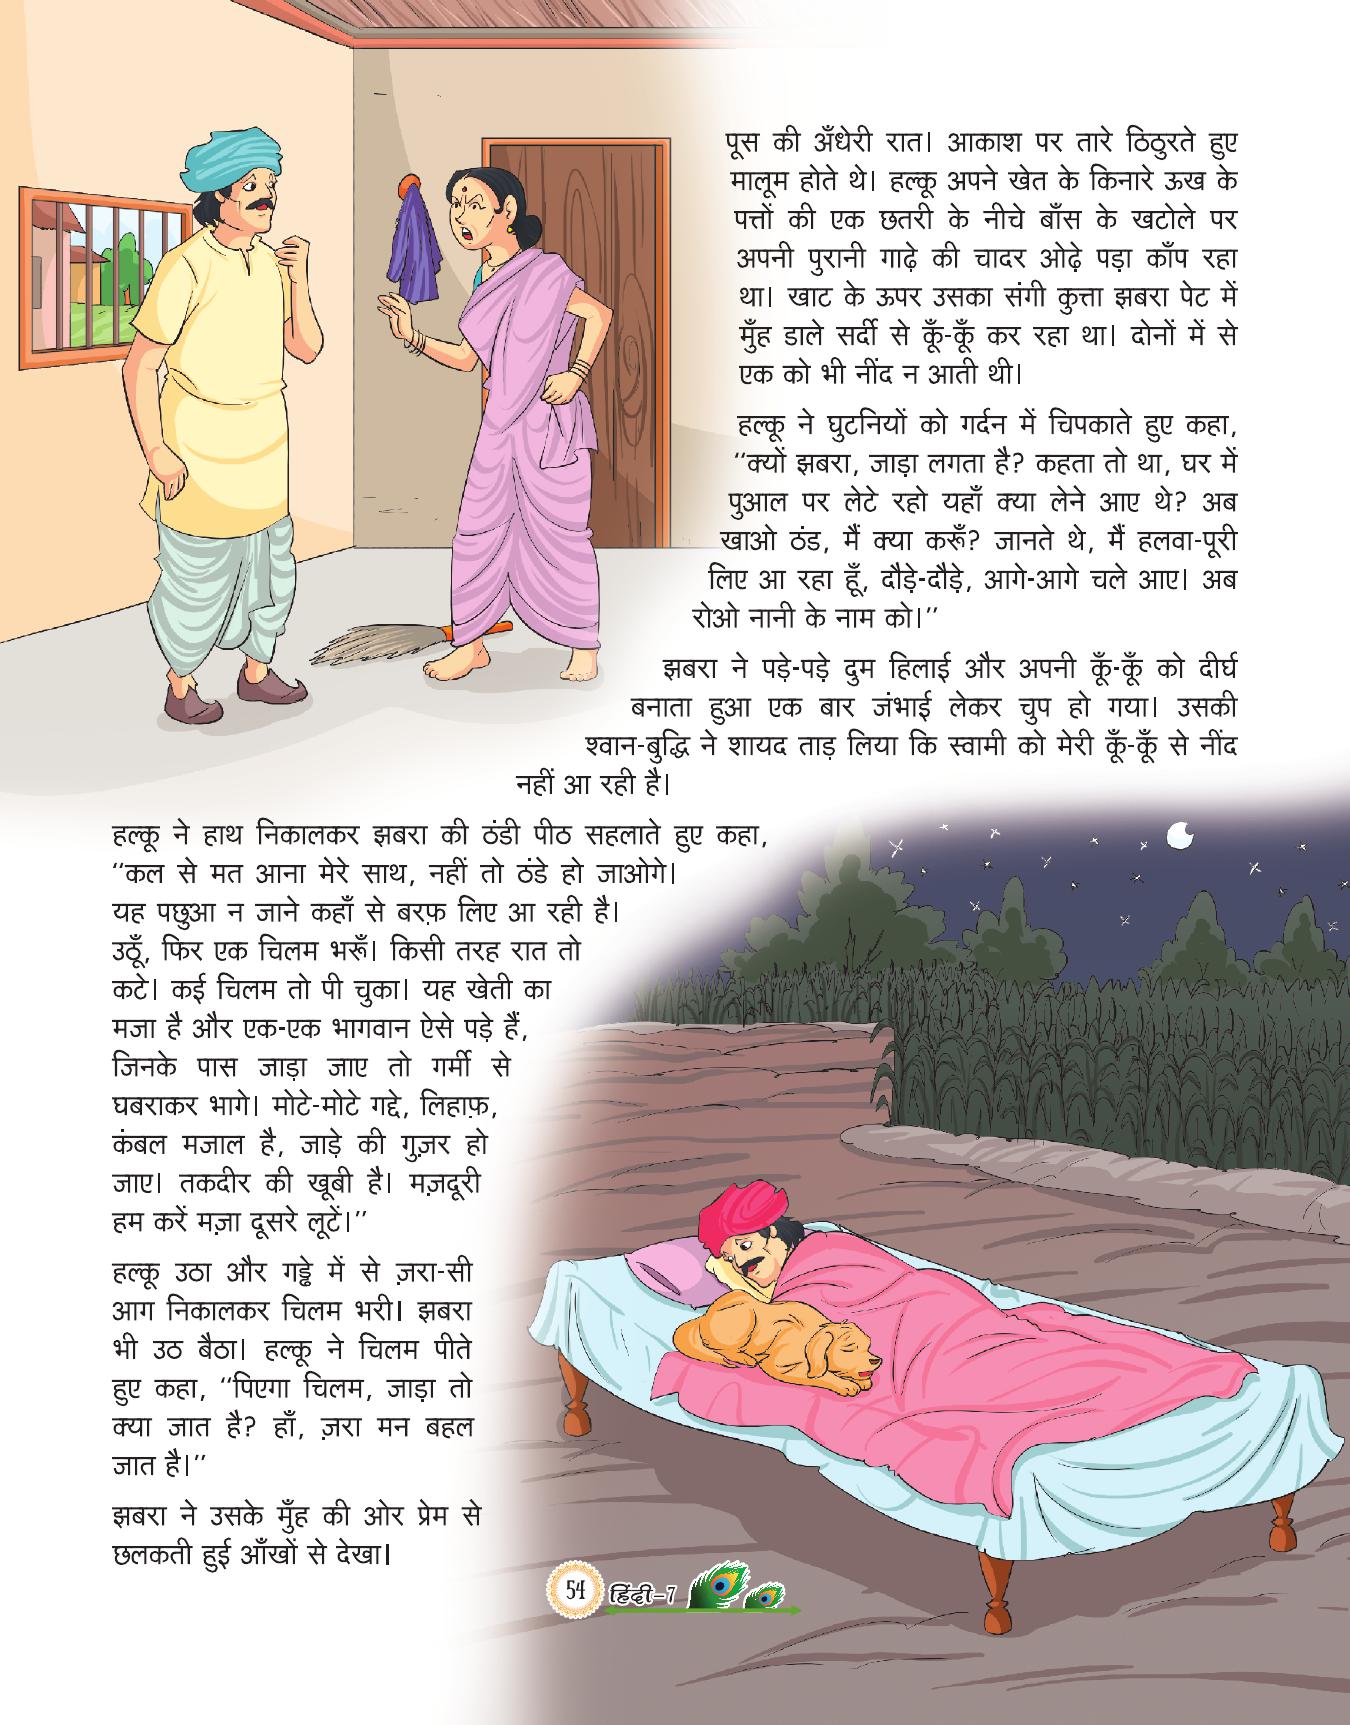 पूस की अँधेरी रात। आकाश पर तारे ठिठुरते हुए
मालूम होते थे। हल्कू अपने खेत के किनारे ऊख के
पत्तों की एक छतरी के नीचे बाँस के खटोले पर
अपनी पुरानी गाढ़े की चादर ओढ़े पड़ा काँप रहा
था। खाट के ऊपर उसका संगी कुत्ता झबरा पेट में
मुँह डाले सर्दी से कूँ-कूँ कर रहा था। दोनों में से
एक को भी नींद न आती थी।
हल्कू ने घुटनियों को गर्दन में चिपकाते हुए कहा,
‘‘क्यों झबरा, जाड़ा लगता है? कहता तो था, घर में
पुआल पर लेटे रहो यहाँ क्या लेने आए थे? अब
खाओ ठंड, मैं क्या करूँ? जानते थे, मैं हलवा-पूरी
लिए आ रहा हूँ, दौड़े-दौड़े, आगे-आगे चले आए। अब
रोओ नानी के नाम को।’’
झबरा ने पड़े-पड़े दुम हिलाई और अपनी कूँ-कूँ को दीर्घ
बनाता हुआ एक बार जंभाई लेकर चुप हो गया। उसकी
श्वान-बुद्धि ने शायद ताड़ लिया कि स्वामी को मेरी कूँ-कूँ से नींद
नहीं आ रही है।
हल्कू ने हाथ निकालकर झबरा की ठंडी पीठ सहलाते हुए कहा,
‘‘कल से मत आना मेरे साथ, नहीं तो ठंडे हो जाओगे।
यह पछुआ न जाने कहाँ से बरफ़ लिए आ रही है।
उठूँ, फिर एक चिलम भरूँ। किसी तरह रात तो
कटे। कई चिलम तो पी चुका। यह खेती का
मजा है और एक-एक भागवान ऐसे पड़े हैं,
जिनके पास जाड़ा जाए तो गर्मी से
घबराकर भागे। मोटे-मोटे गद्दे, लिहाफ़,
कंबल मजाल है, जाड़े की गुज़र हो
जाए। तकदीर की खूबी है। मज़दूरी
हम करें मज़ा दूसरे लूटें।’’
हल्कू उठा और गड्ढे में से ज़रा-सी
आग निकालकर चिलम भरी। झबरा
भी उठ बैठा। हल्कू ने चिलम पीते
हुए कहा, ‘‘पिएगा चिलम, जाड़ा तो
क्या जात है? हाँ, ज़रा मन बहल
जात है।’’
झबरा ने उसके मुँह की ओर प्रेम से
छलकती हुई आँखों से देखा।
54 हिंदी-7